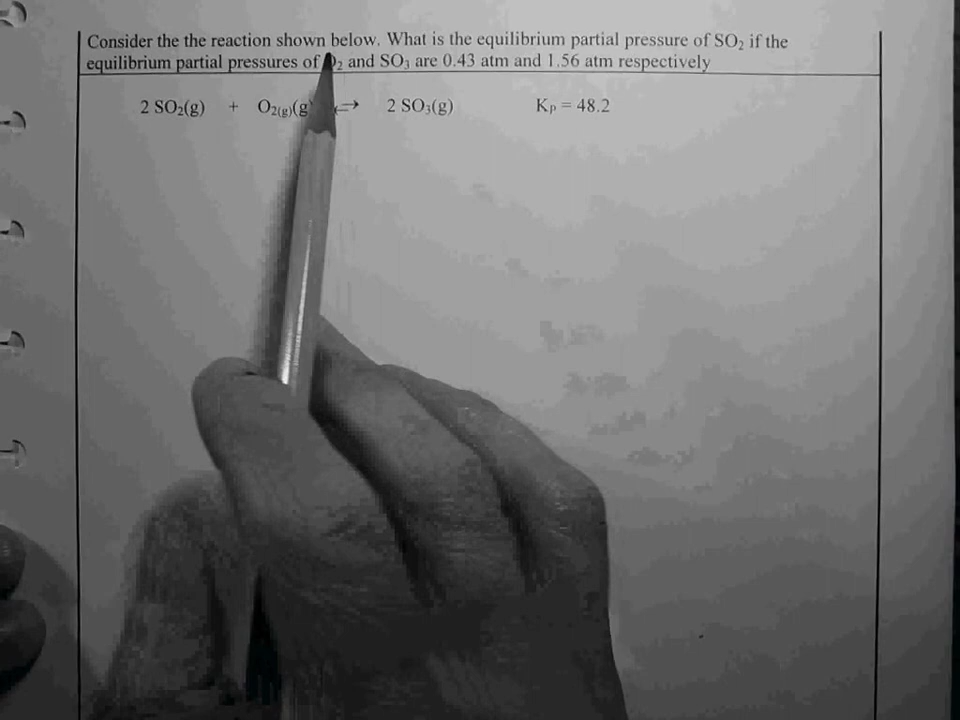 Consider the the reaction shown below. What is the equilibrium partial pressure of SO₂ if the
equilibrium partial pressures of O₂ and SO₃ are 0.43 atm and 1.56 atm respectively
2 SO₂(g) + O₂(g)(g) ⇌ 2 SO₃(g) Kₚ = 48.2